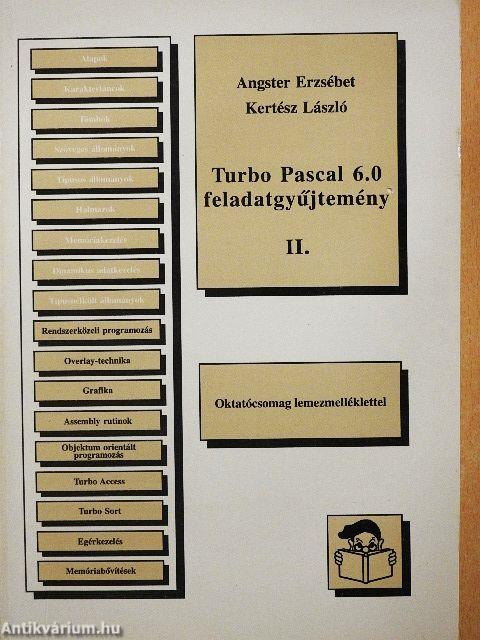 Alapok
Karakterláncok
Tömbök
Szöveges állományok
Típusos állományok
Halmazok
Memóriakezelés
Dinamikus adatkezelés
Típusnélküli állományok
Rendszerközeli programozás
Overlay-technika
Grafika
Assembly rutinok
Objektum orientált
programozás
Turbo Access
Turbo Sort
Egérkezelés
Memóriabővítések
Angster Erzsébet
Kertész László
Turbo Pascal 6.0
feladatgyűjtemény
II.
Oktatócsomag lemezmelléklettel
Antikvárium.hu